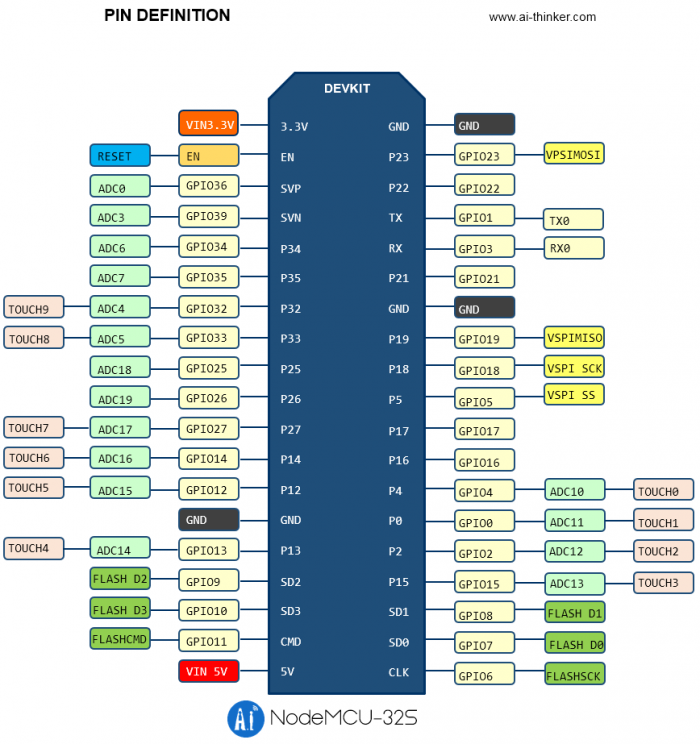 PIN DEFINITION www.ai-thinker.com
DEVKIT
VIN3.3V 3.3V GND GND
RESET EN EN P23 GPIO23 VPSIMOSI
ADC0 GPIO36 SVP P22 GPIO22
ADC3 GPIO39 SVN TX GPIO1 TX0
ADC6 GPIO34 P34 RX GPIO3 RX0
ADC7 GPIO35 P35 P21 GPIO21
TOUCH9 ADC4 GPIO32 P32 GND GND
TOUCH8 ADC5 GPIO33 P33 P19 GPIO19 VSPIMISO
ADC18 GPIO25 P25 P18 GPIO18 VSPI SCK
ADC19 GPIO26 P26 P5 GPIO5 VSPI SS
TOUCH7 ADC17 GPIO27 P27 P17 GPIO17
TOUCH6 ADC16 GPIO14 P14 P16 GPIO16
TOUCH5 ADC15 GPIO12 P12 P4 GPIO4 ADC10 TOUCH0
GND GND P0 GPIO0 ADC11 TOUCH1
TOUCH4 ADC14 GPIO13 P13 P2 GPIO2 ADC12 TOUCH2
FLASH D2 GPIO9 SD2 P15 GPIO15 ADC13 TOUCH3
FLASH D3 GPIO10 SD3 SD1 GPIO8 FLASH D1
FLASHCMD GPIO11 CMD SD0 GPIO7 FLASH D0
VIN 5V 5V CLK GPIO6 FLASHSCK
Ai NodeMCU-32S